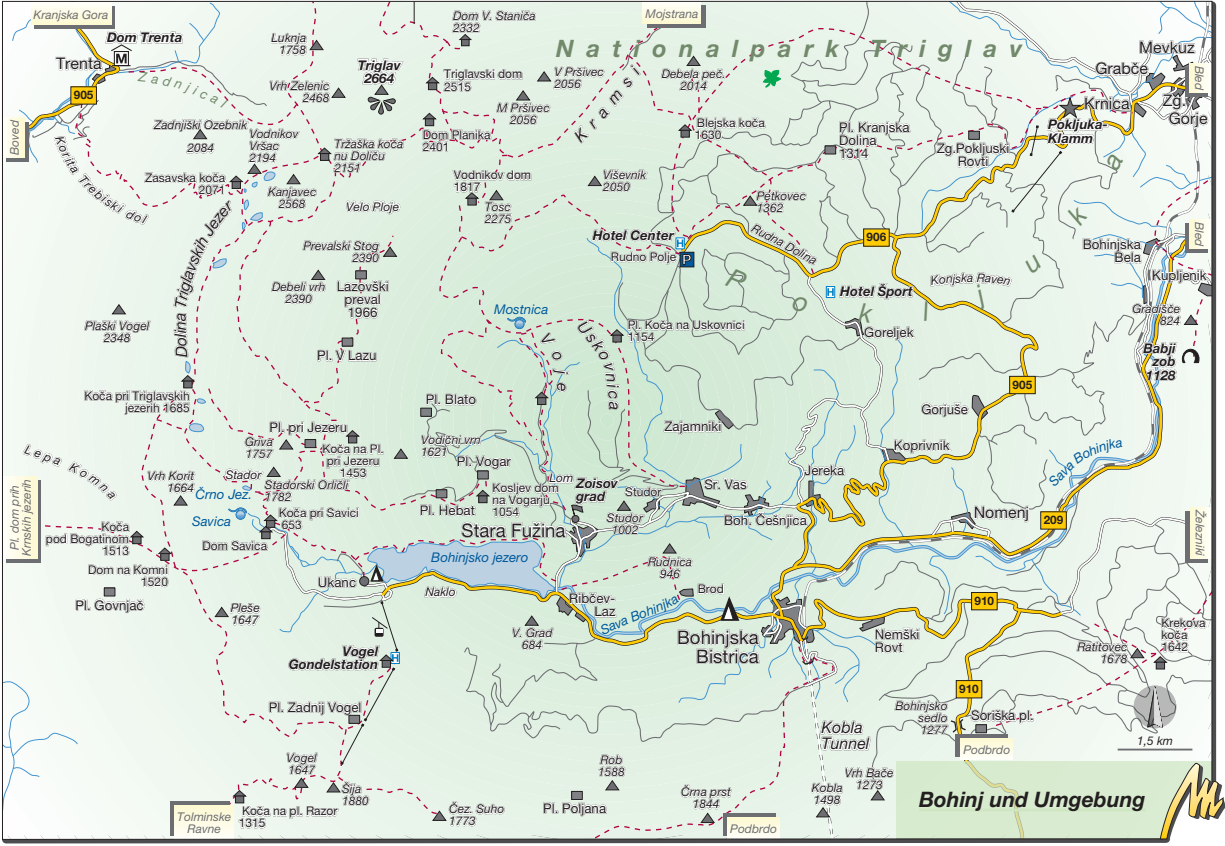 Kranjska Gora
Dom Trenta
Trenta
M
905
Boved
Zadnjica
Korita Trebiski dol
Zadnjiški Ozebnik
2084
Luknja
1758
Vrh Zelenic
2468
Triglav
2664
Vodnikov
Vršac
2194
Zasavska koča
2071
Kanjavec
2568
Tržaška koča
nu Doliču
2151
Velo Ploje
Dom V. Staniča
2332
Triglavski dom
2515
V Pršivec
2056
M Pršivec
2056
Dom Planika
2401
Vodnikov dom
1817
Tosc
2275
Mojstrana
Nationalpark Triglav
Debela peč.
2014
Blejska koča
1630
Viševnik
2050
Pl. Kranjska
Dolina
1314
Zg.Pokljuski
Rovti
Petkovec
1362
Mevkuz
Grabče
Krnica
Zg.
Gorje
Bled
Pokljuka-
Klamm
Pokljuka
Hotel Center
H
Rudno Polje
P
Rudna Dolina
906
Konjska Raven
H
Hotel Šport
Goreljek
Bohinjska
Bela
Bled
Kupljenik
Gradišče
824
Babji
zob
1128
Dolina Triglavskih Jezer
Prevalski Stog
2390
Debeli vrh
2390
Lazovški
preval
1966
Pl. V Lazu
Plaški Vogel
2348
Koča pri Triglavskih
jezerih 1685
Mostnica
Voje
Uskovnica
Pl. Koča na Uskovnici
1154
905
Gorjuše
Zajamniki
Koprivnik
Jereka
Sava Bohinjka
Pl. Blato
Pl. pri Jezeru
Griva
1757
Koča na Pl.
pri Jezeru
1453
Vodični vrh
1621
Pl. Vogar
Kosljev dom
na Vogarju
1054
Pl. Hebat
Lom
Zoisov
grad
Studor
Studor
1002
Sr. Vas
Boh. Češnjica
Nomenj
209
Železniki
Lepa Komna
Vrh Korit
1664
Stador
Stadorski Orliči
1782
Črno Jez.
Savica
Koča pri Savici
653
Dom Savica
Pl. dom prih
Krnskih jezerih
Koča
pod Bogatinom
1513
Dom na Komni
1520
Pl. Govnjač
Pleše
1647
Ukanc
Bohinjsko jezero
Stara Fužina
Naklo
Ribčev-
Laz
Rudnica
946
Brod
Sava Bohinjka
V. Grad
684
Bohinjska
Bistrica
910
Nemški
Rovt
Krekova
koča
1642
Ratitovec
1678
Vogel
Gondelstation
H
Pl. Zadnij Vogel
910
Bohinjsko
sedlo
1277
Soriška pl.
Podbrdo
1,5 km
Kobla
Tunnel
Vogel
1647
Šija
1880
Koča na pl. Razor
1315
Tolminske
Ravne
Čez. Suho
1773
Rob
1588
Pl. Poljana
Črna prst
1844
Podbrdo
Kobla
1498
Vrh Bače
1273
Bohinj und Umgebung